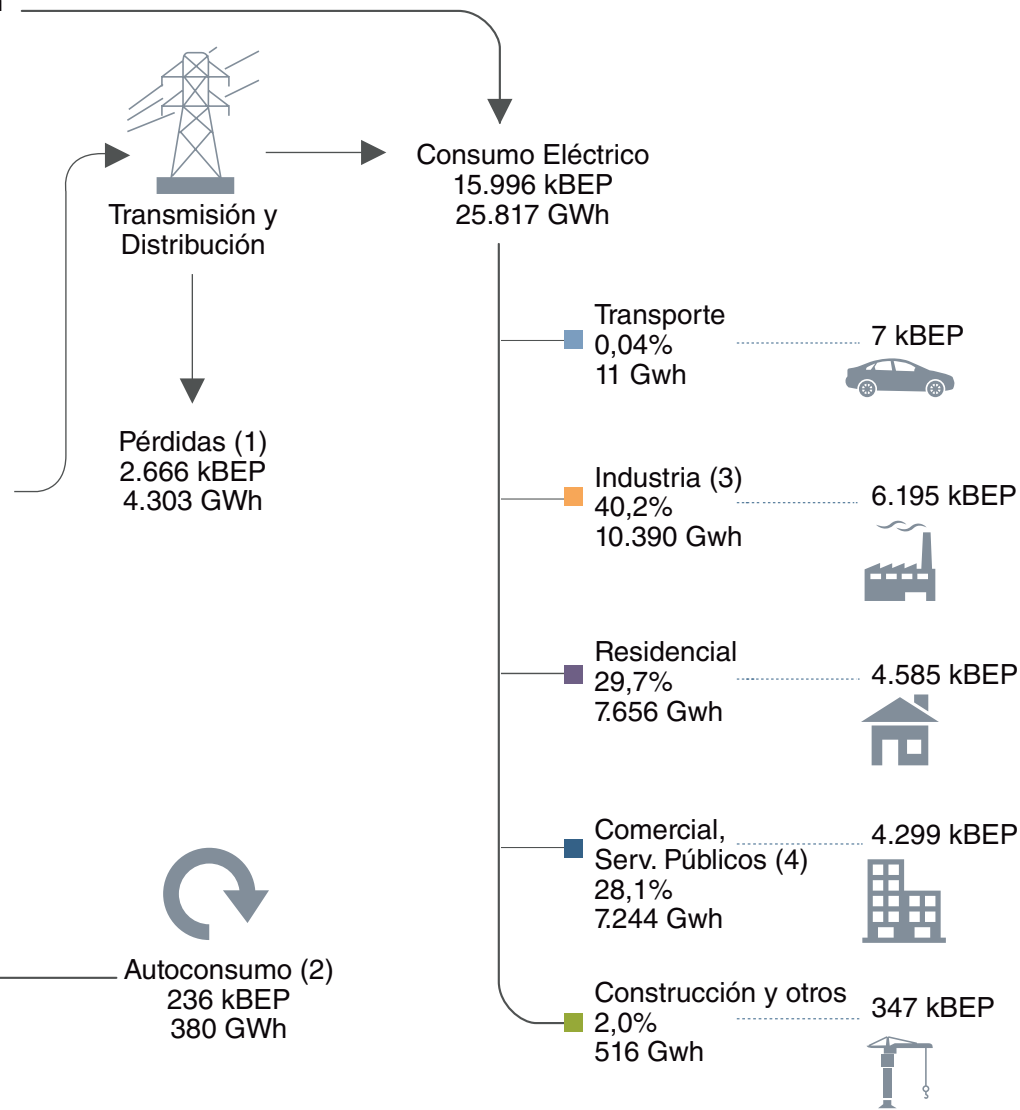 Transmisión y
Distribución
Consumo Eléctrico
15.996 kBEP
25.817 GWh
Pérdidas (1)
2.666 kBEP
4.303 GWh
Transporte
0,04%
11 Gwh
7 kBEP
Industria (3)
40,2%
10.390 Gwh
6.195 kBEP
Residencial
29,7%
7.656 Gwh
4.585 kBEP
Comercial,
Serv. Públicos (4)
28,1%
7.244 Gwh
4.299 kBEP
Autoconsumo (2)
236 kBEP
380 GWh
Construcción y otros
2,0%
516 Gwh
347 kBEP